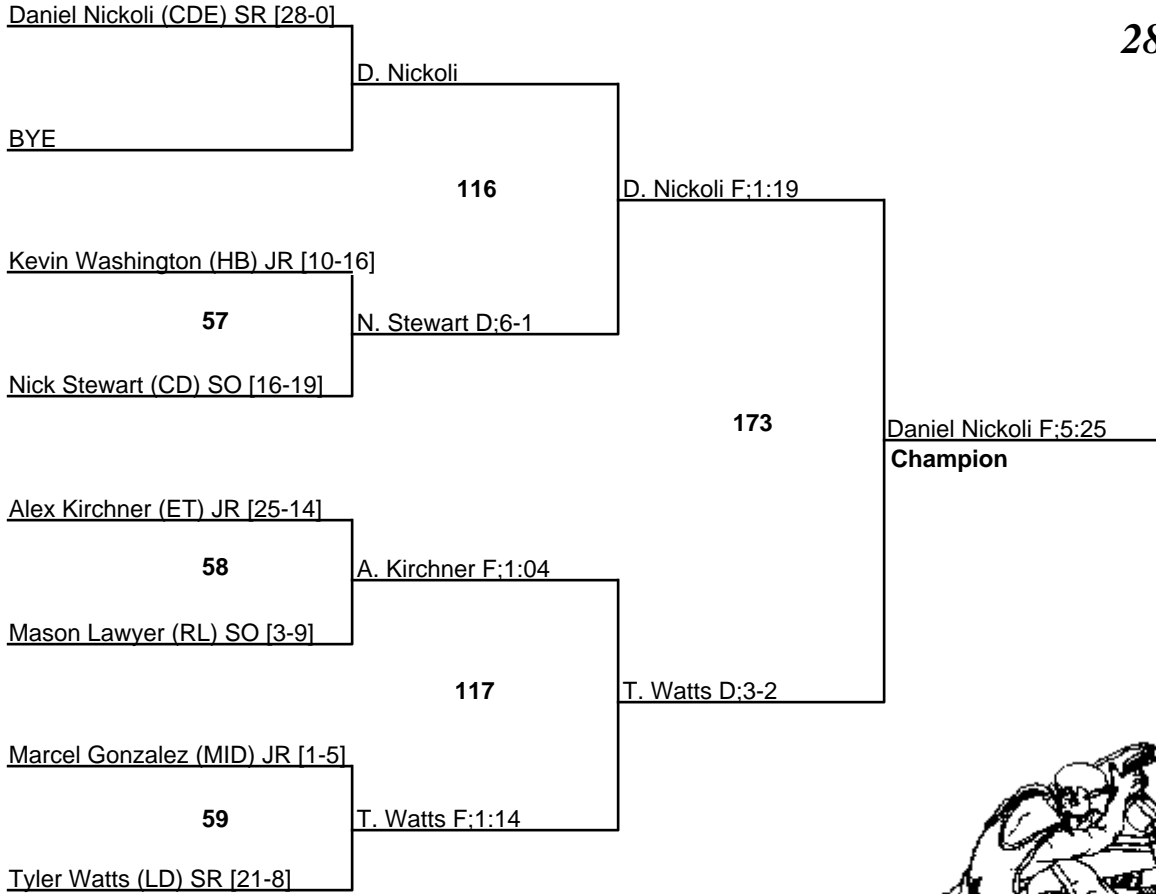 Daniel Nickoli (CDE) SR [28-0]
28
D. Nickoli
BYE
116
D. Nickoli F;1:19
Kevin Washington (HB) JR [10-16]
57
N. Stewart D;6-1
Nick Stewart (CD) SO [16-19]
173
Daniel Nickoli F;5:25
Champion
Alex Kirchner (ET) JR [25-14]
58
A. Kirchner F;1:04
Mason Lawyer (RL) SO [3-9]
117
T. Watts D;3-2
Marcel Gonzalez (MID) JR [1-5]
59
T. Watts F;1:14
Tyler Watts (LD) SR [21-8]